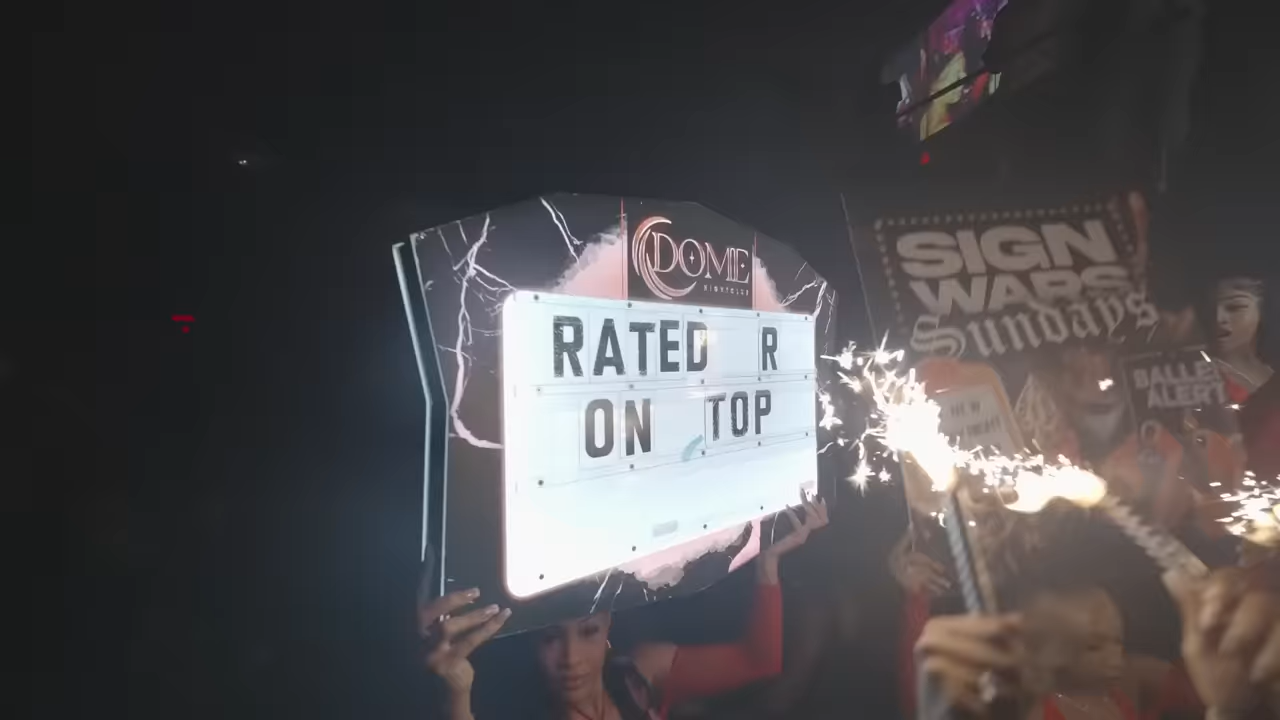 DOME
NIGHTCLUB
RATED R
ON TOP
SIGN
WARS
Sundays
BALLER
ALERT